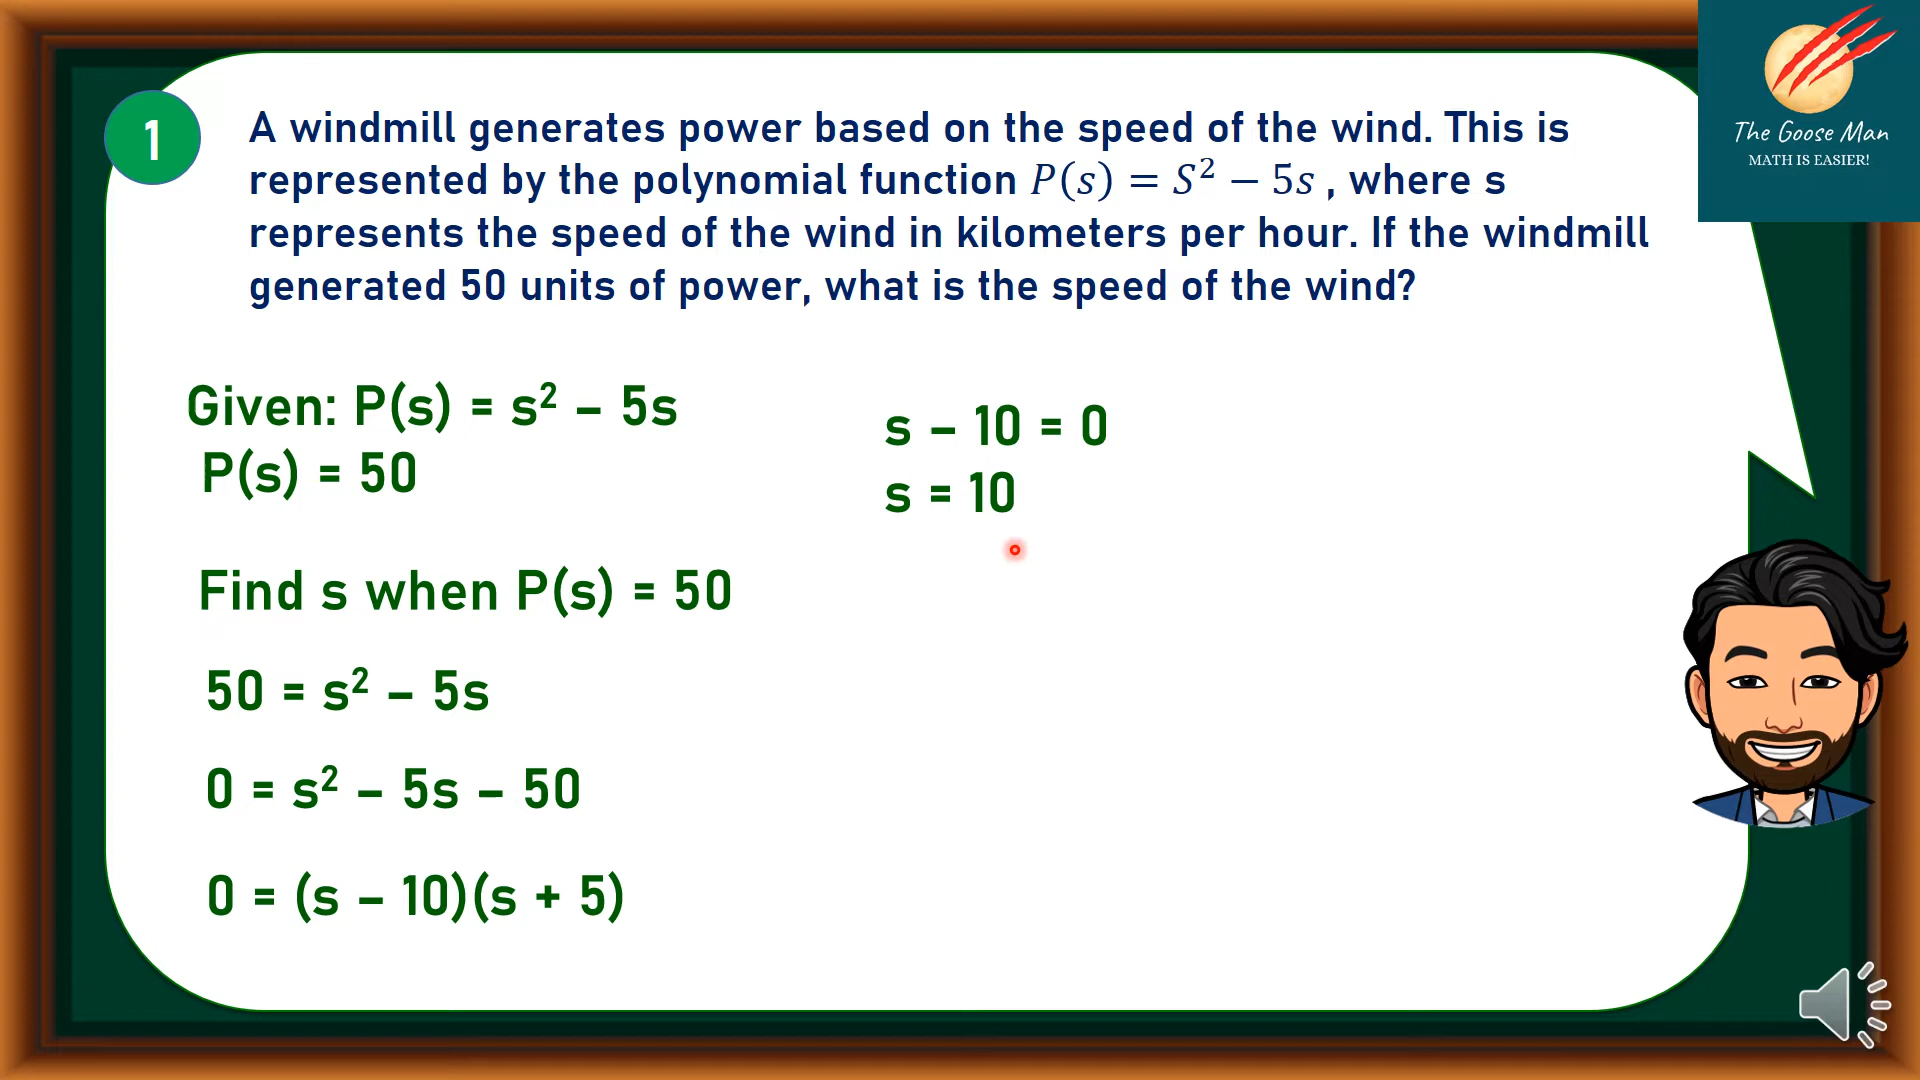 1
A windmill generates power based on the speed of the wind. This is
represented by the polynomial function P(s) = S² − 5s , where s
represents the speed of the wind in kilometers per hour. If the windmill
generated 50 units of power, what is the speed of the wind?
Given: P(s) = s² – 5s
P(s) = 50
Find s when P(s) = 50
50 = s² – 5s
0 = s² – 5s – 50
0 = (s – 10)(s + 5)
s – 10 = 0
s = 10
The Goose Man
MATH IS EASIER!